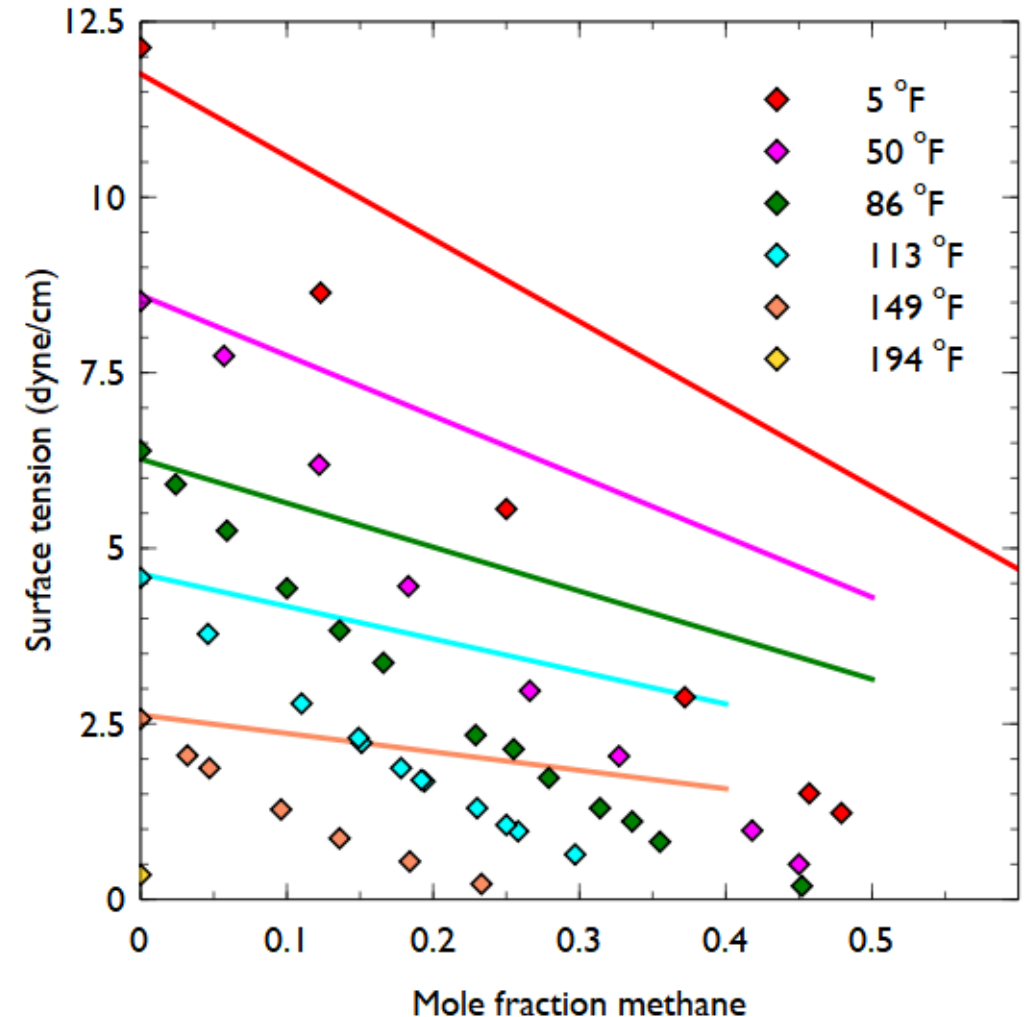 12.5
10
7.5
5
2.5
0
Surface tension (dyne/cm)
5 °F
50 °F
86 °F
113 °F
149 °F
194 °F
0 0.1 0.2 0.3 0.4 0.5
Mole fraction methane